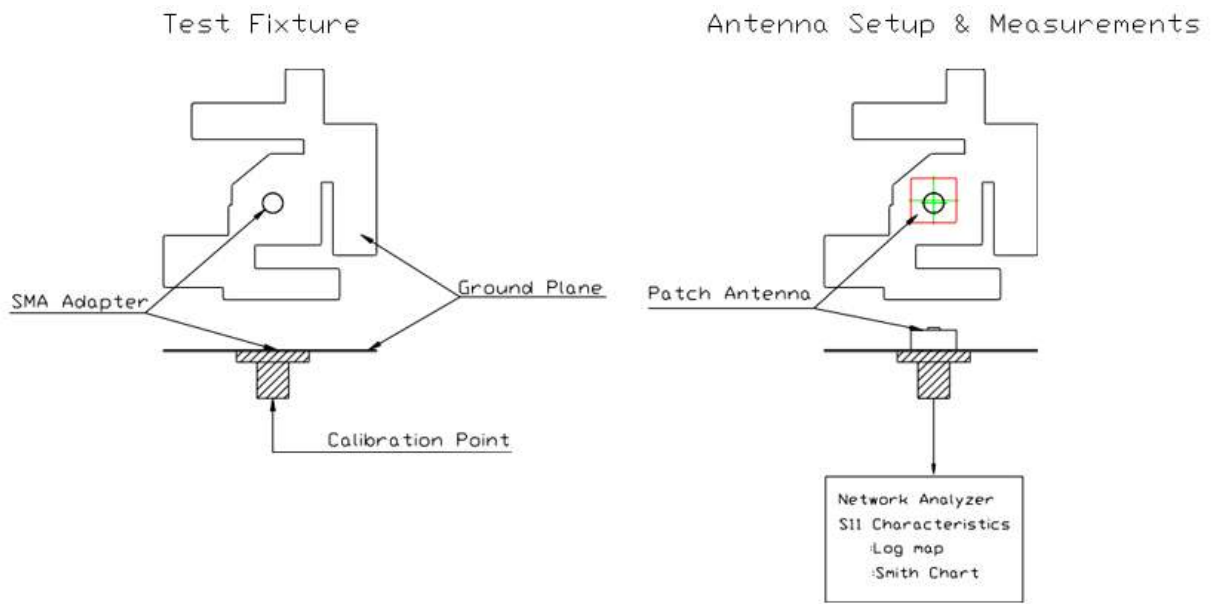 Test Fixture
Antenna Setup & Measurements
SMA Adapter
Ground Plane
Patch Antenna
Calibration Point
Network Analyzer
S11 Characteristics
:Log map
:Smith Chart